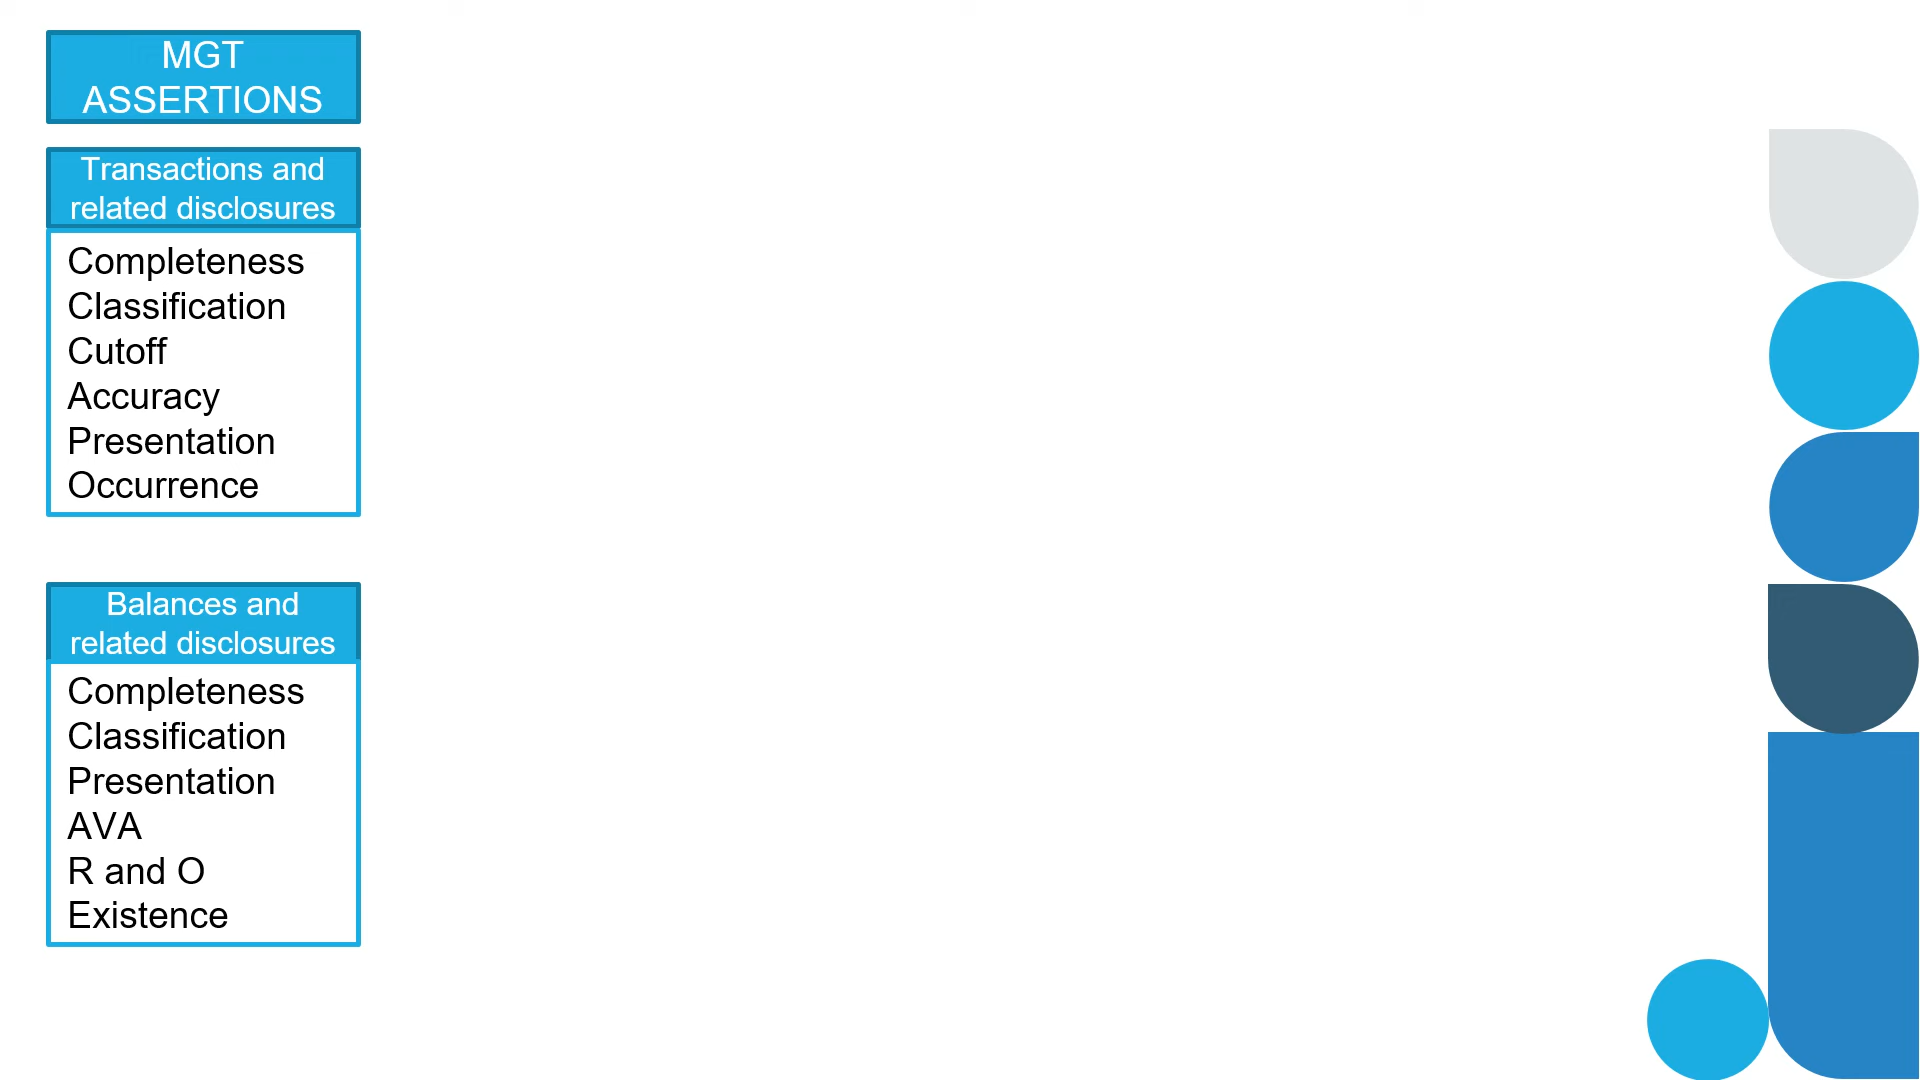 MGT
ASSERTIONS
Transactions and
related disclosures
Completeness
Classification
Cutoff
Accuracy
Presentation
Occurrence
Balances and
related disclosures
Completeness
Classification
Presentation
AVA
R and O
Existence